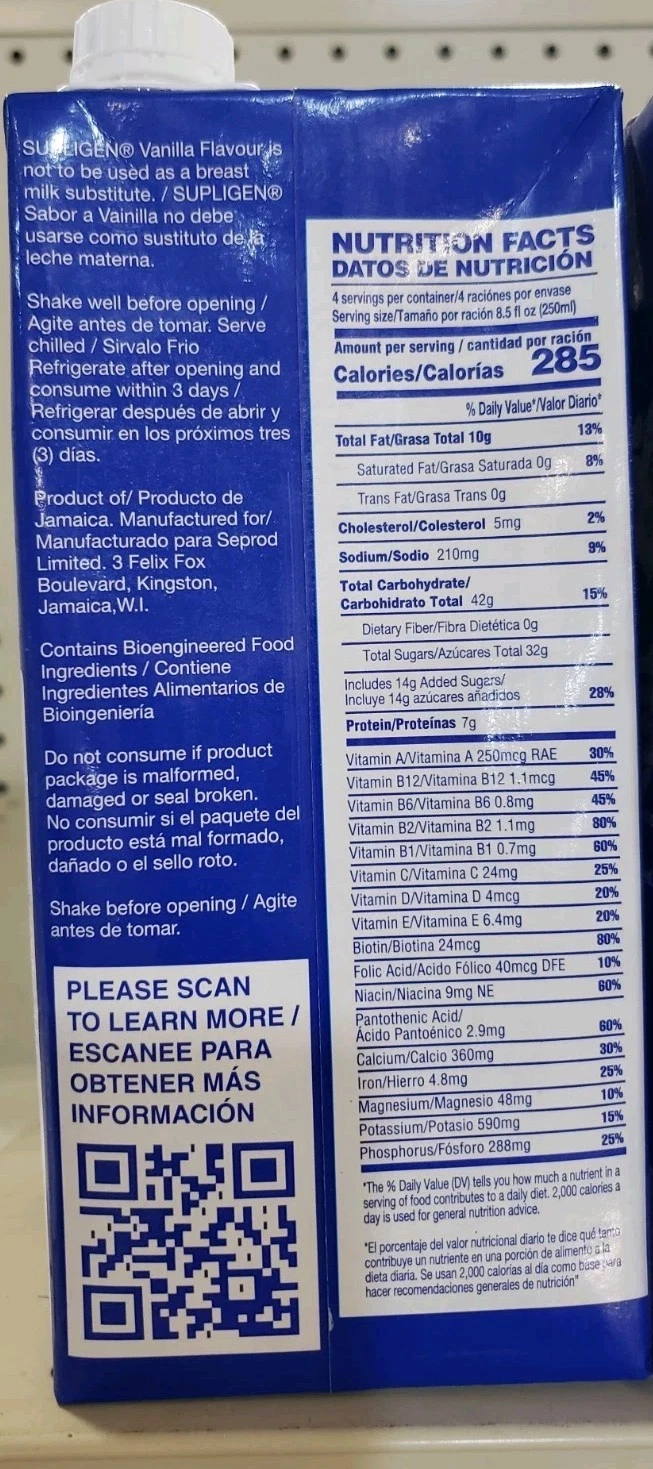 SUPLIGEN® Vanilla Flavour is
not to be used as a breast
milk substitute. / SUPLIGEN®
Sabor a Vainilla no debe
usarse como sustituto de la
leche materna.
Shake well before opening /
Agite antes de tomar. Serve
chilled / Sirvalo Frio
Refrigerate after opening and
consume within 3 days /
Refrigerar después de abrir y
consumir en los próximos tres
(3) días.
Product of/ Producto de
Jamaica. Manufactured for/
Manufacturado para Seprod
Limited. 3 Felix Fox
Boulevard, Kingston,
Jamaica,W.I.
Contains Bioengineered Food
Ingredients / Contiene
Ingredientes Alimentarios de
Bioingeniería
Do not consume if product
package is malformed,
damaged or seal broken.
No consumir si el paquete del
producto está mal formado,
dañado o el sello roto.
Shake before opening / Agite
antes de tomar.
PLEASE SCAN
TO LEARN MORE /
ESCANEE PARA
OBTENER MÁS
INFORMACIÓN
NUTRITION FACTS
DATOS DE NUTRICIÓN
4 servings per container/4 raciónes por envase
Serving size/Tamaño por ración 8.5 fl oz (250ml)
Amount per serving / cantidad por ración
Calories/Calorías 285
% Daily Value*/Valor Diario*
Total Fat/Grasa Total 10g 13%
Saturated Fat/Grasa Saturada 0g 8%
Trans Fat/Grasa Trans 0g
Cholesterol/Colesterol 5mg 2%
Sodium/Sodio 210mg 9%
Total Carbohydrate/
Carbohidrato Total 42g 15%
Dietary Fiber/Fibra Dietética 0g
Total Sugars/Azúcares Total 32g
Includes 14g Added Sugars/
Incluye 14g azúcares añadidos 28%
Protein/Proteínas 7g
Vitamin A/Vitamina A 250mcg RAE 30%
Vitamin B12/Vitamina B12 1.1mcg 45%
Vitamin B6/Vitamina B6 0.8mg 45%
Vitamin B2/Vitamina B2 1.1mg 80%
Vitamin B1/Vitamina B1 0.7mg 60%
Vitamin C/Vitamina C 24mg 25%
Vitamin D/Vitamina D 4mcg 20%
Vitamin E/Vitamina E 6.4mg 20%
Biotin/Biotina 24mcg 80%
Folic Acid/Acido Fólico 40mcg DFE 10%
Niacin/Niacina 9mg NE 60%
Pantothenic Acid/
Ácido Pantoénico 2.9mg 60%
Calcium/Calcio 360mg 30%
Iron/Hierro 4.8mg 25%
Magnesium/Magnesio 48mg 10%
Potassium/Potasio 590mg 15%
Phosphorus/Fósforo 288mg 25%
*The % Daily Value (DV) tells you how much a nutrient in a
serving of food contributes to a daily diet. 2,000 calories a
day is used for general nutrition advice.
"El porcentaje del valor nutricional diario te dice qué tanto
contribuye un nutriente en una porción de alimento a la
dieta diaria. Se usan 2,000 calorías al día como base para
hacer recomendaciones generales de nutrición"